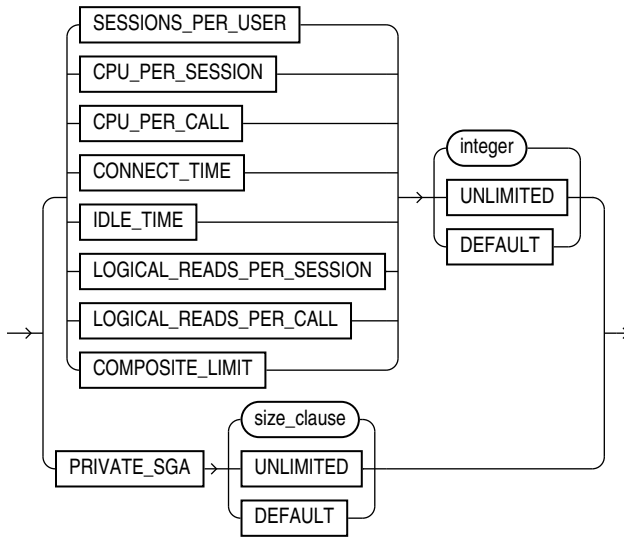 SESSIONS_PER_USER
CPU_PER_SESSION
CPU_PER_CALL
CONNECT_TIME
IDLE_TIME
LOGICAL_READS_PER_SESSION
LOGICAL_READS_PER_CALL
COMPOSITE_LIMIT
integer
UNLIMITED
DEFAULT
PRIVATE_SGA
size_clause
UNLIMITED
DEFAULT